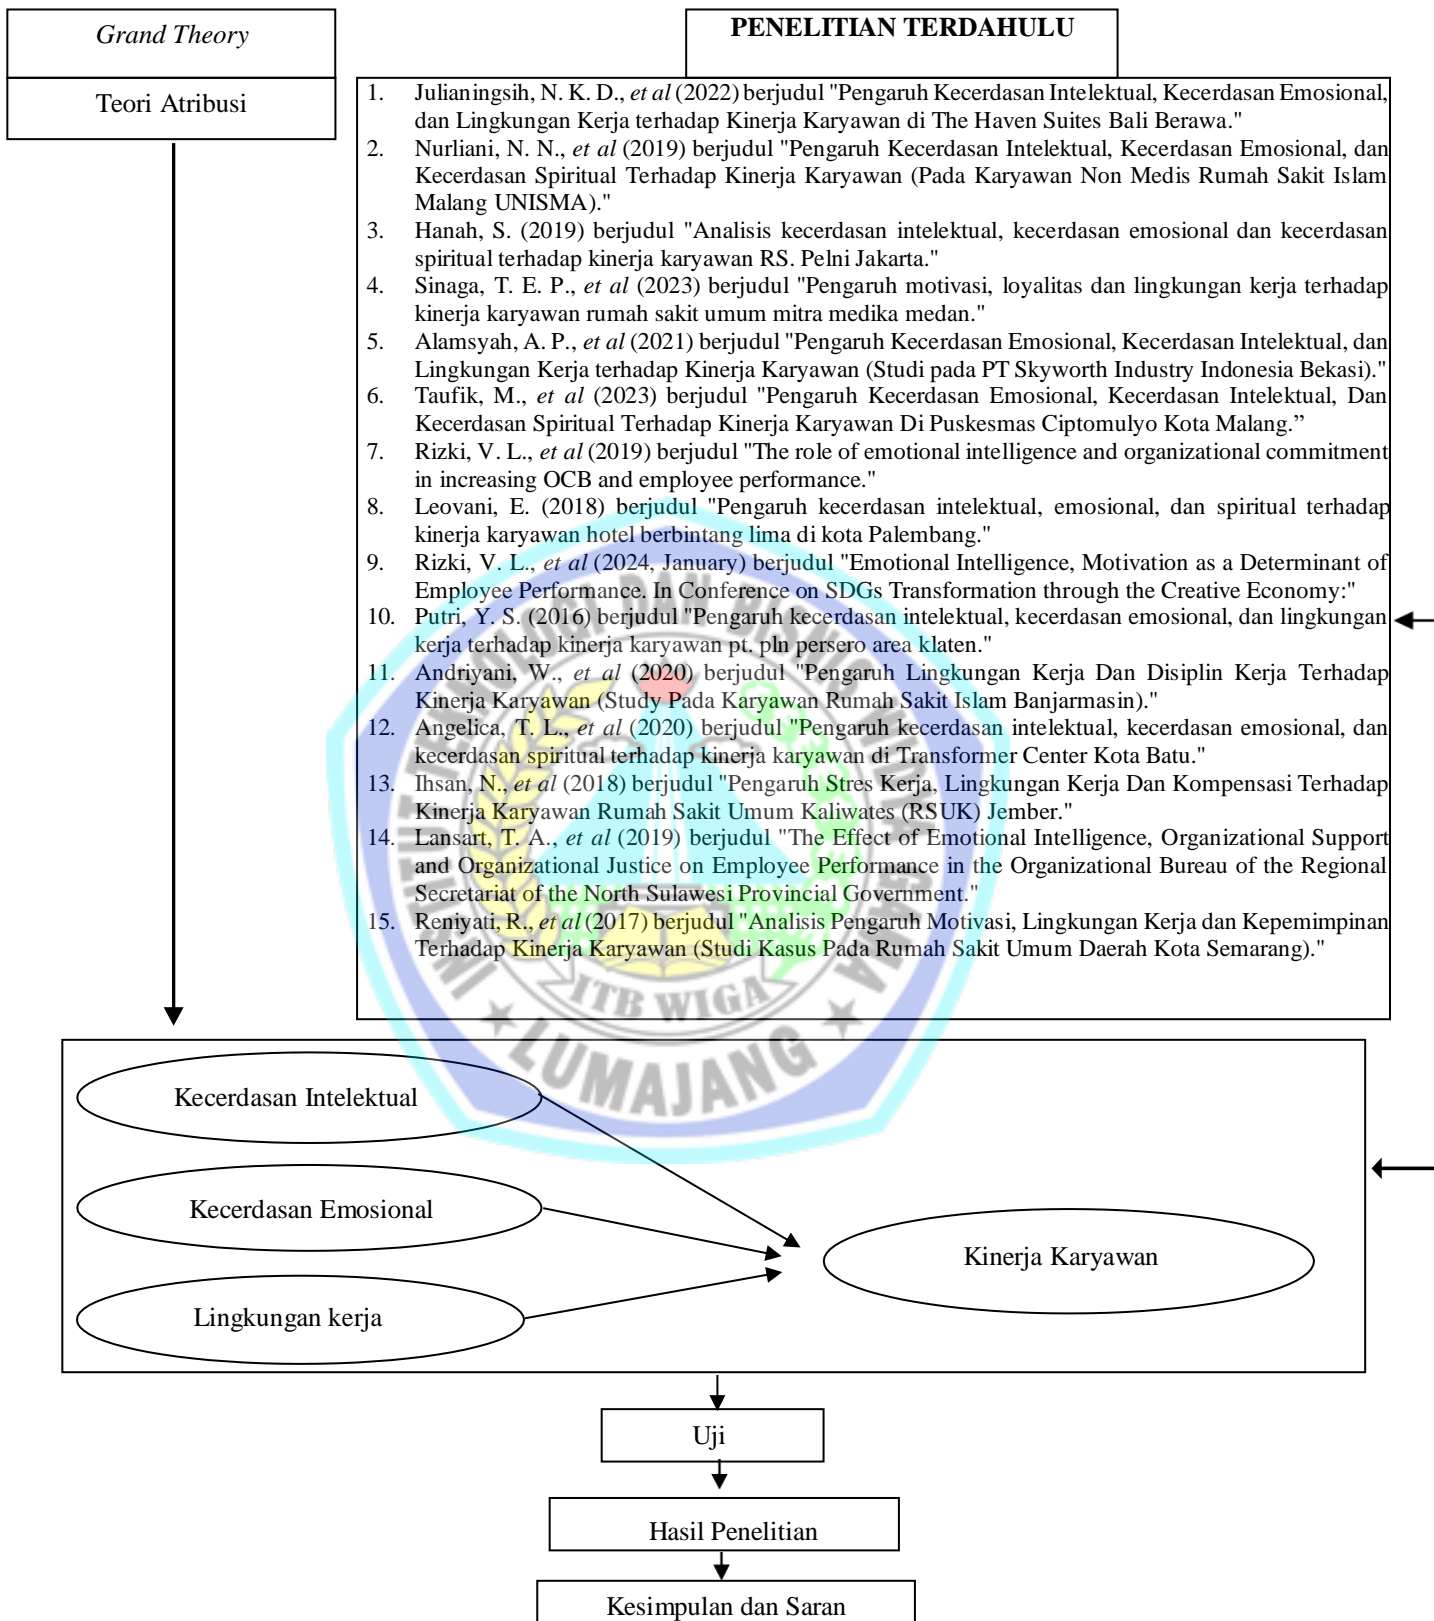 Grand Theory
Teori Atribusi
PENELITIAN TERDAHULU
1. Julianingsih, N. K. D., et al (2022) berjudul "Pengaruh Kecerdasan Intelektual, Kecerdasan Emosional,
dan Lingkungan Kerja terhadap Kinerja Karyawan di The Haven Suites Bali Berawa."
2. Nurliani, N. N., et al (2019) berjudul "Pengaruh Kecerdasan Intelektual, Kecerdasan Emosional, dan
Kecerdasan Spiritual Terhadap Kinerja Karyawan (Pada Karyawan Non Medis Rumah Sakit Islam
Malang UNISMA)."
3. Hanah, S. (2019) berjudul "Analisis kecerdasan intelektual, kecerdasan emosional dan kecerdasan
spiritual terhadap kinerja karyawan RS. Pelni Jakarta."
4. Sinaga, T. E. P., et al (2023) berjudul "Pengaruh motivasi, loyalitas dan lingkungan kerja terhadap
kinerja karyawan rumah sakit umum mitra medika medan."
5. Alamsyah, A. P., et al (2021) berjudul "Pengaruh Kecerdasan Emosional, Kecerdasan Intelektual, dan
Lingkungan Kerja terhadap Kinerja Karyawan (Studi pada PT Skyworth Industry Indonesia Bekasi)."
6. Taufik, M., et al (2023) berjudul "Pengaruh Kecerdasan Emosional, Kecerdasan Intelektual, Dan
Kecerdasan Spiritual Terhadap Kinerja Karyawan Di Puskesmas Ciptomulyo Kota Malang.”
7. Rizki, V. L., et al (2019) berjudul "The role of emotional intelligence and organizational commitment
in increasing OCB and employee performance."
8. Leovani, E. (2018) berjudul "Pengaruh kecerdasan intelektual, emosional, dan spiritual terhadap
kinerja karyawan hotel berbintang lima di kota Palembang."
9. Rizki, V. L., et al (2024, January) berjudul "Emotional Intelligence, Motivation as a Determinant of
Employee Performance. In Conference on SDGs Transformation through the Creative Economy:"
10. Putri, Y. S. (2016) berjudul "Pengaruh kecerdasan intelektual, kecerdasan emosional, dan lingkungan
kerja terhadap kinerja karyawan pt. pln persero area klaten."
11. Andriyani, W., et al (2020) berjudul "Pengaruh Lingkungan Kerja Dan Disiplin Kerja Terhadap
Kinerja Karyawan (Study Pada Karyawan Rumah Sakit Islam Banjarmasin)."
12. Angelica, T. L., et al (2020) berjudul "Pengaruh kecerdasan intelektual, kecerdasan emosional, dan
kecerdasan spiritual terhadap kinerja karyawan di Transformer Center Kota Batu."
13. Ihsan, N., et al (2018) berjudul "Pengaruh Stres Kerja, Lingkungan Kerja Dan Kompensasi Terhadap
Kinerja Karyawan Rumah Sakit Umum Kaliwates (RSUK) Jember."
14. Lansart, T. A., et al (2019) berjudul "The Effect of Emotional Intelligence, Organizational Support
and Organizational Justice on Employee Performance in the Organizational Bureau of the Regional
Secretariat of the North Sulawesi Provincial Government."
15. Reniyati, R., et al (2017) berjudul "Analisis Pengaruh Motivasi, Lingkungan Kerja dan Kepemimpinan
Terhadap Kinerja Karyawan (Studi Kasus Pada Rumah Sakit Umum Daerah Kota Semarang)."
INSTITUT TEKNOLOGI DAN BISNIS WIDYA GAMA
ITB WIGA
LUMAJANG
Kecerdasan Intelektual
Kecerdasan Emosional
Lingkungan kerja
Kinerja Karyawan
Uji
Hasil Penelitian
Kesimpulan dan Saran